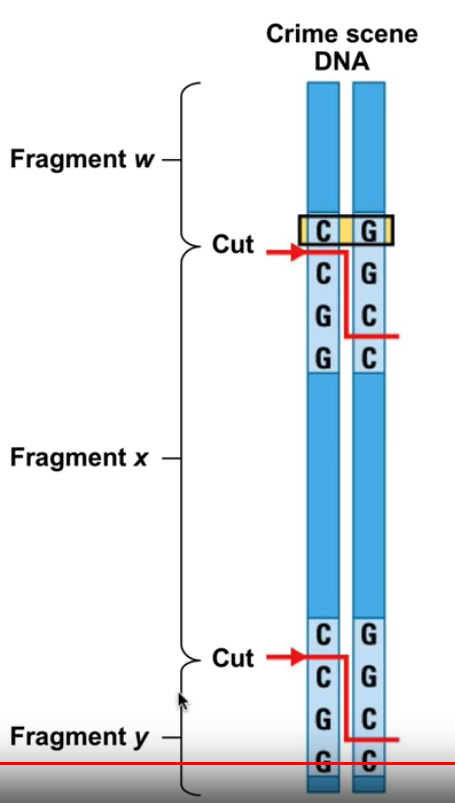 Crime scene
DNA
Fragment w
C G
Cut
C G
G C
G C
Fragment x
C G
Cut
C G
G C
Fragment y
G C